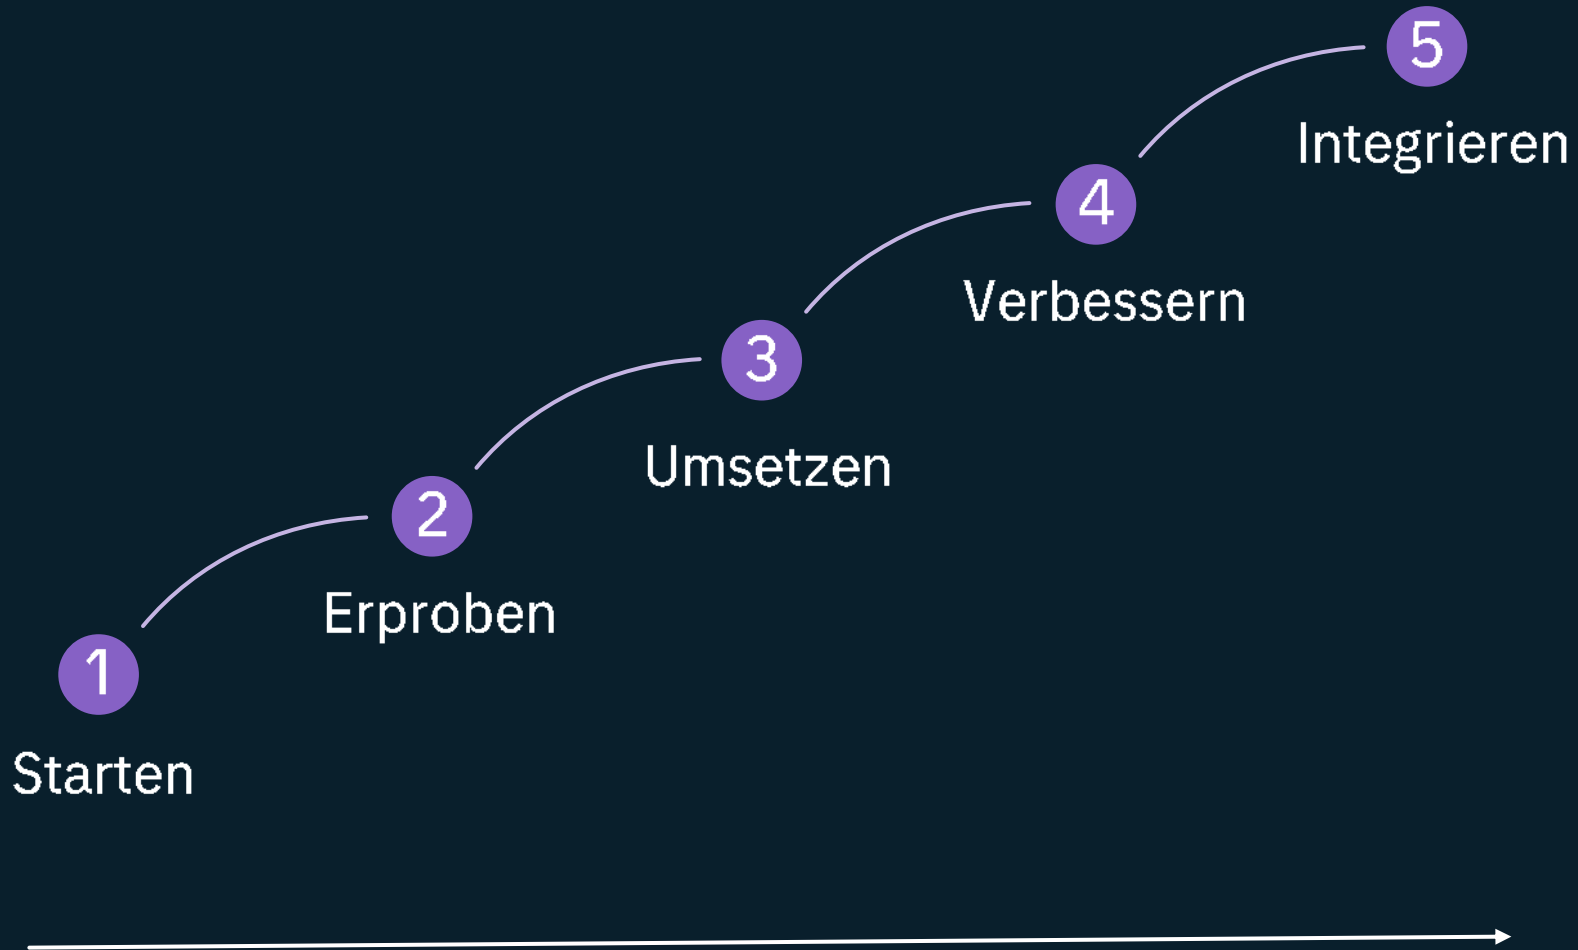 1
Starten
2
Erproben
3
Umsetzen
4
Verbessern
5
Integrieren